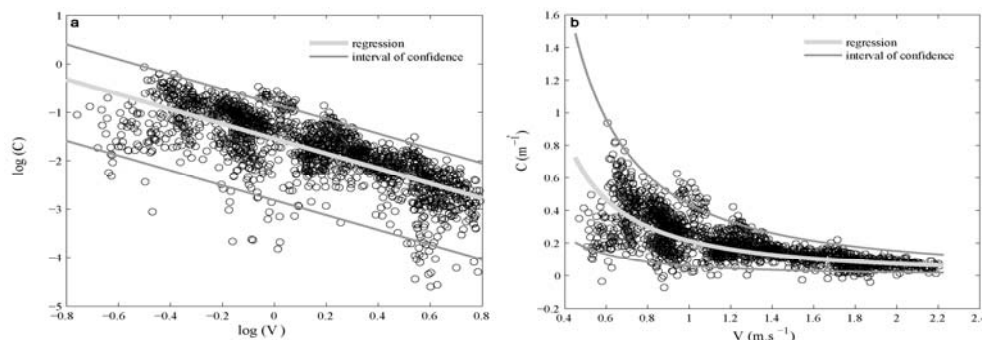 a
regression
interval of confidence
1
0
−1
−2
−3
−4
−5
log (C)
−0.8 −0.6 −0.4 −0.2 0 0.2 0.4 0.6 0.8
log (V)
b
regression
interval of confidence
1.6
1.4
1.2
1
0.8
0.6
0.4
0.2
0
−0.2
C (m⁻¹)
0.4 0.6 0.8 1 1.2 1.4 1.6 1.8 2 2.2 2.4
V (m.s⁻¹)